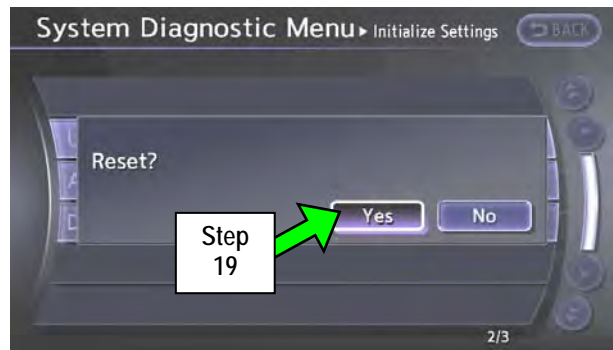 System Diagnostic Menu ▸ Initialize Settings BACK
U
A
Reset?
D
Yes No
Step
19
2/3